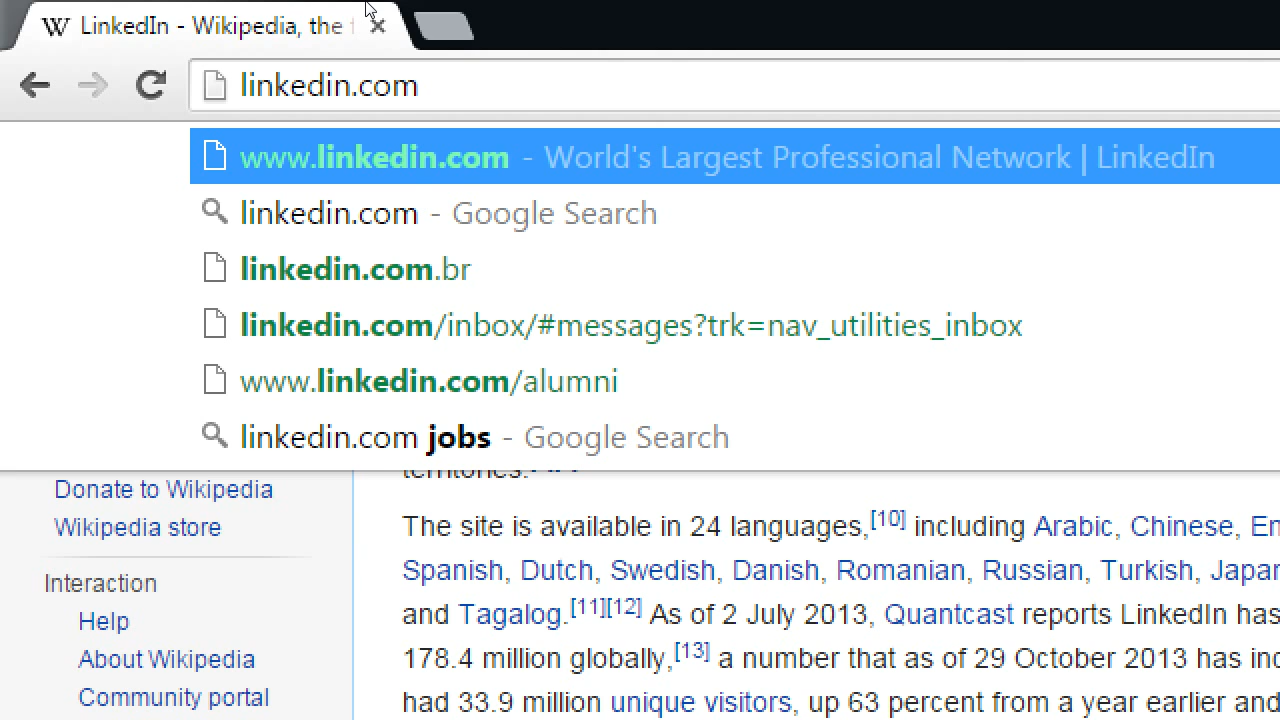 LinkedIn - Wikipedia, the
linkedin.com
www.linkedin.com - World's Largest Professional Network | LinkedIn
linkedin.com - Google Search
linkedin.com.br
linkedin.com/inbox/#messages?trk=nav_utilities_inbox
www.linkedin.com/alumni
linkedin.com jobs - Google Search
territories.
Donate to Wikipedia
Wikipedia store
Interaction
Help
About Wikipedia
Community portal
The site is available in 24 languages,[10] including Arabic, Chinese,
Spanish, Dutch, Swedish, Danish, Romanian, Russian, Turkish,
and Tagalog.[11][12] As of 2 July 2013, Quantcast reports LinkedIn has
178.4 million globally,[13] a number that as of 29 October 2013 has
had 33.9 million unique visitors, up 63 percent from a year earlier and